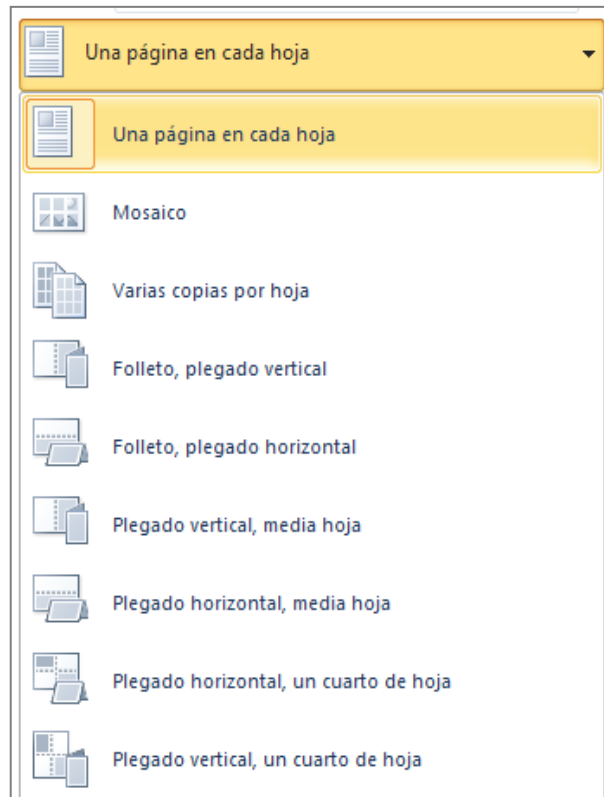 Una página en cada hoja
Una página en cada hoja
Mosaico
Varias copias por hoja
Folleto, plegado vertical
Folleto, plegado horizontal
Plegado vertical, media hoja
Plegado horizontal, media hoja
Plegado horizontal, un cuarto de hoja
Plegado vertical, un cuarto de hoja